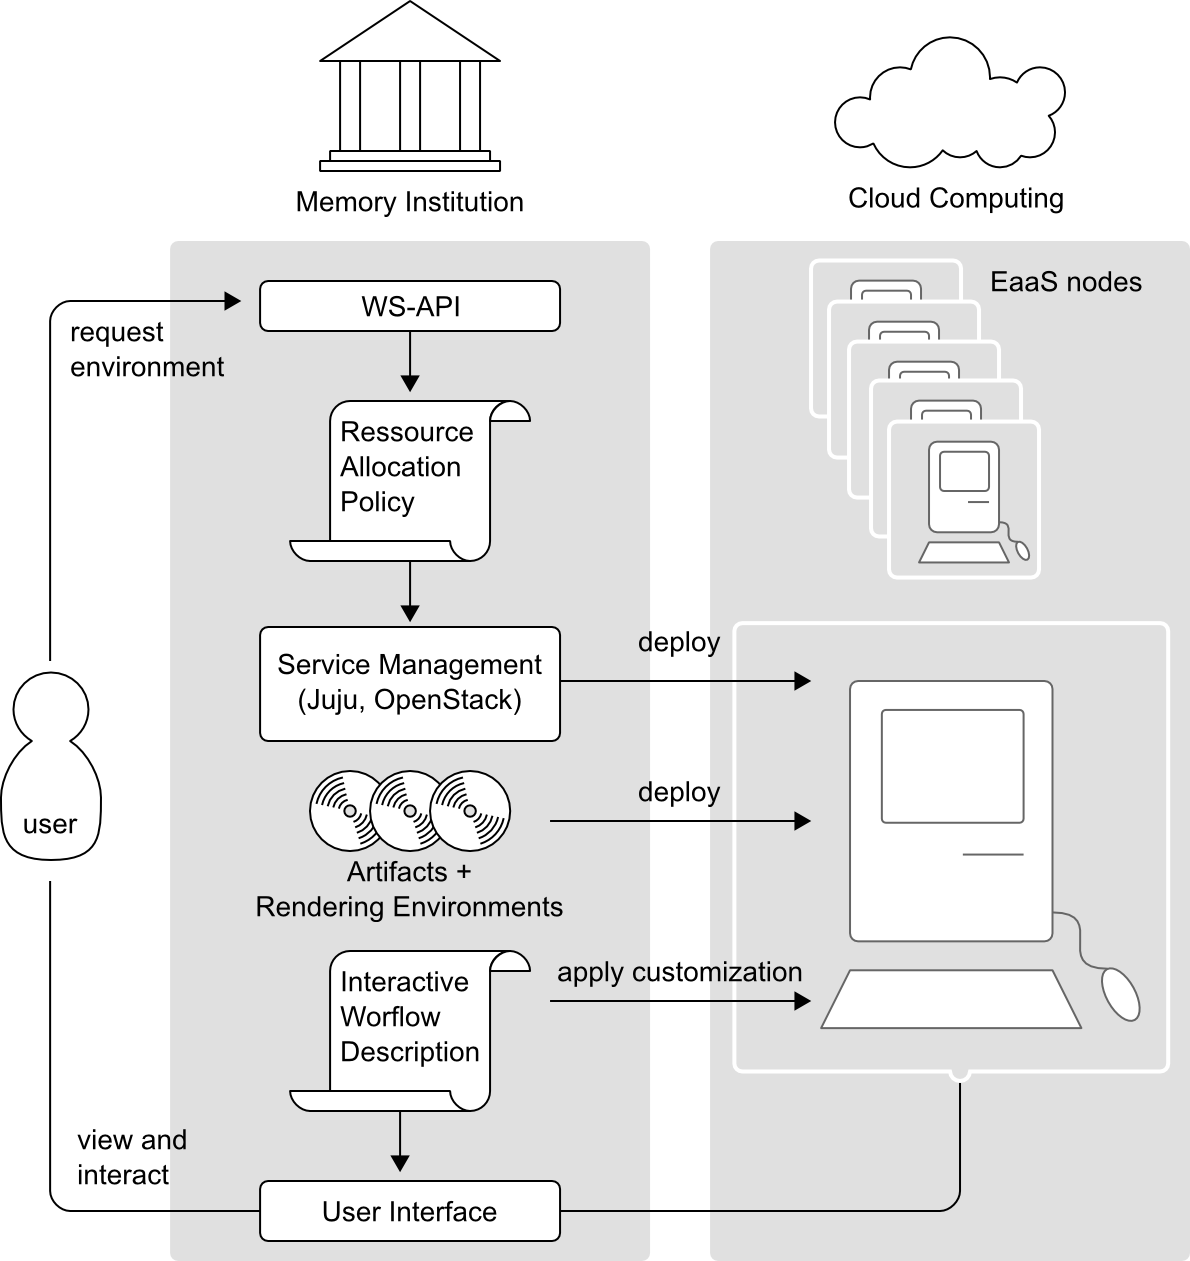 Memory Institution
Cloud Computing
EaaS nodes
WS-API
request
environment
Ressource
Allocation
Policy
Service Management
(Juju, OpenStack)
deploy
deploy
user
Artifacts +
Rendering Environments
Interactive
Worflow
Description
apply customization
view and
interact
User Interface